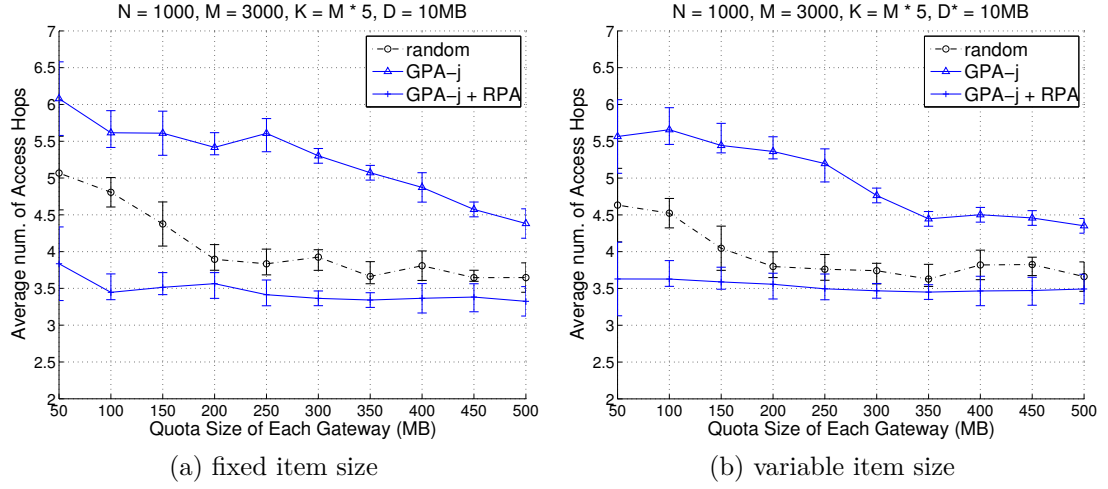 N = 1000, M = 3000, K = M * 5, D = 10MB
random
GPA-j
GPA-j + RPA
Average num. of Access Hops
7
6.5
6
5.5
5
4.5
4
3.5
3
2.5
2
50 100 150 200 250 300 350 400 450 500
Quota Size of Each Gateway (MB)
(a) fixed item size
N = 1000, M = 3000, K = M * 5, D* = 10MB
random
GPA-j
GPA-j + RPA
Average num. of Access Hops
7
6.5
6
5.5
5
4.5
4
3.5
3
2.5
2
50 100 150 200 250 300 350 400 450 500
Quota Size of Each Gateway (MB)
(b) variable item size